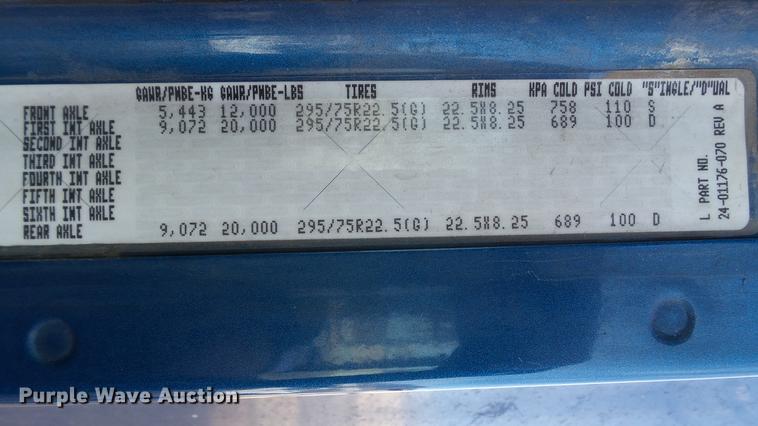 GAWR/PNBE-KG GAWR/PNBE-LBS TIRES RIMS KPA COLD PSI COLD "S"INGLE/"D"UAL
FRONT AXLE 5,443 12,000 295/75R22.5(G) 22.5X8.25 758 110 S
FIRST INT AXLE 9,072 20,000 295/75R22.5(G) 22.5X8.25 689 100 D
SECOND INT AXLE
THIRD INT AXLE
FOURTH INT AXLE
FIFTH INT AXLE
SIXTH INT AXLE
REAR AXLE 9,072 20,000 295/75R22.5(G) 22.5X8.25 689 100 D
L PART NO.
24-01176-070 REV A
Purple Wave Auction